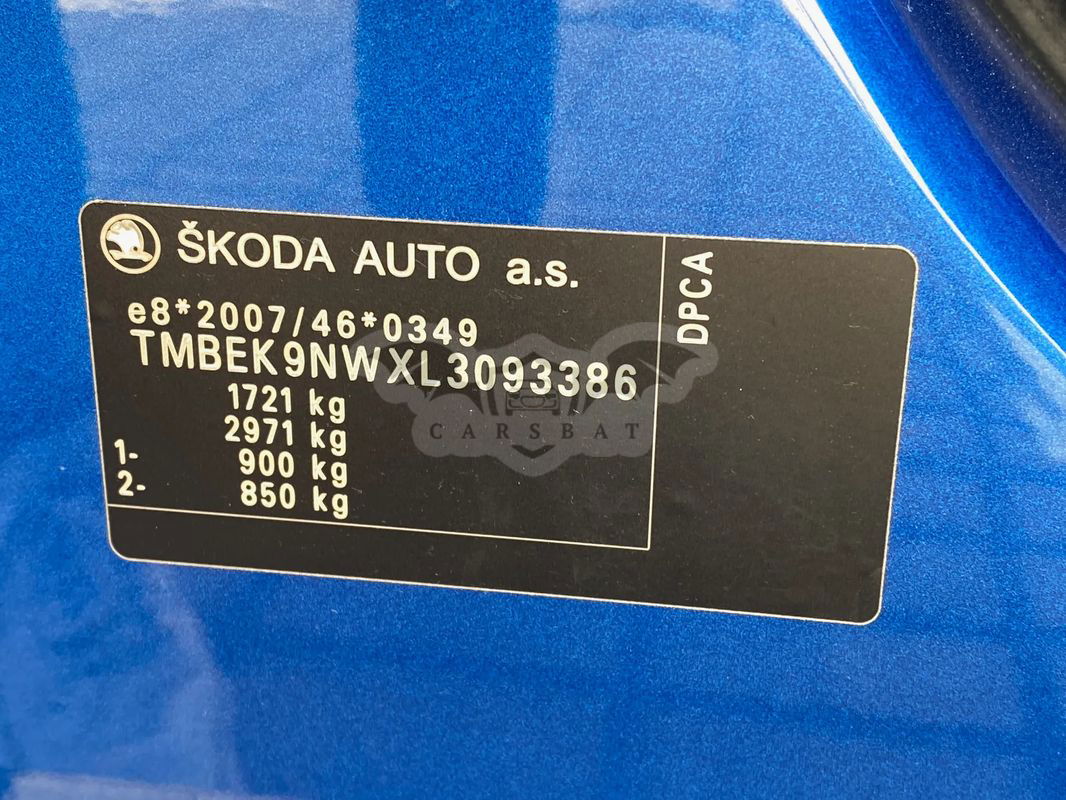 ŠKODA AUTO a.s.
e8*2007/46*0349
TMBEK9NWXL3093386
1721 kg
2971 kg
1- 900 kg
2- 850 kg
DPCA
CARSBAT